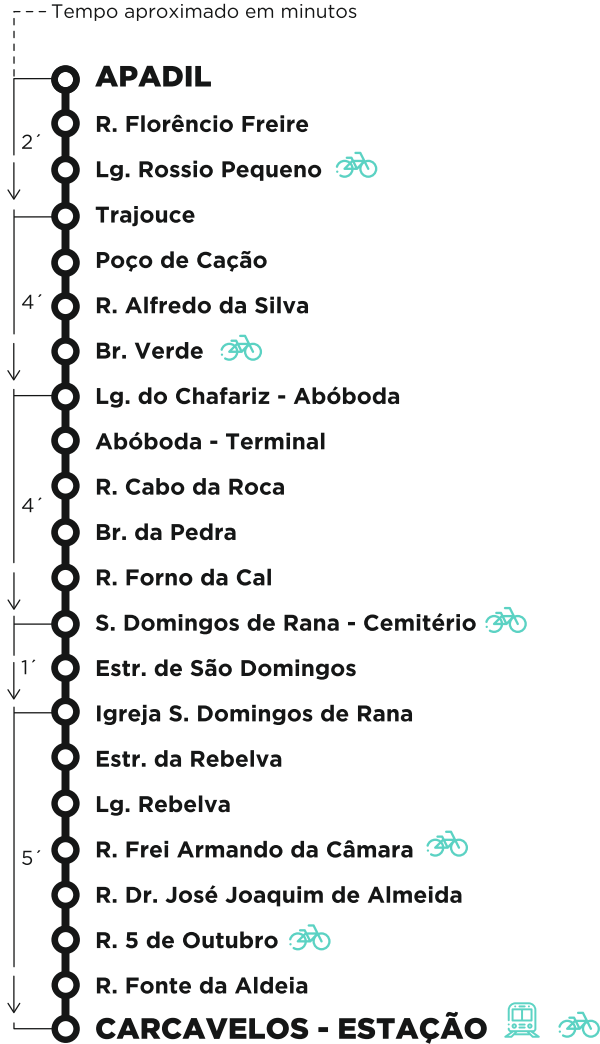 Tempo aproximado em minutos
APADIL
R. Florêncio Freire
2´
Lg. Rossio Pequeno
Trajouce
Poço de Cação
4´
R. Alfredo da Silva
Br. Verde
Lg. do Chafariz - Abóboda
Abóboda - Terminal
R. Cabo da Roca
4´
Br. da Pedra
R. Forno da Cal
S. Domingos de Rana - Cemitério
1´
Estr. de São Domingos
Igreja S. Domingos de Rana
Estr. da Rebelva
Lg. Rebelva
5´
R. Frei Armando da Câmara
R. Dr. José Joaquim de Almeida
R. 5 de Outubro
R. Fonte da Aldeia
CARCAVELOS - ESTAÇÃO